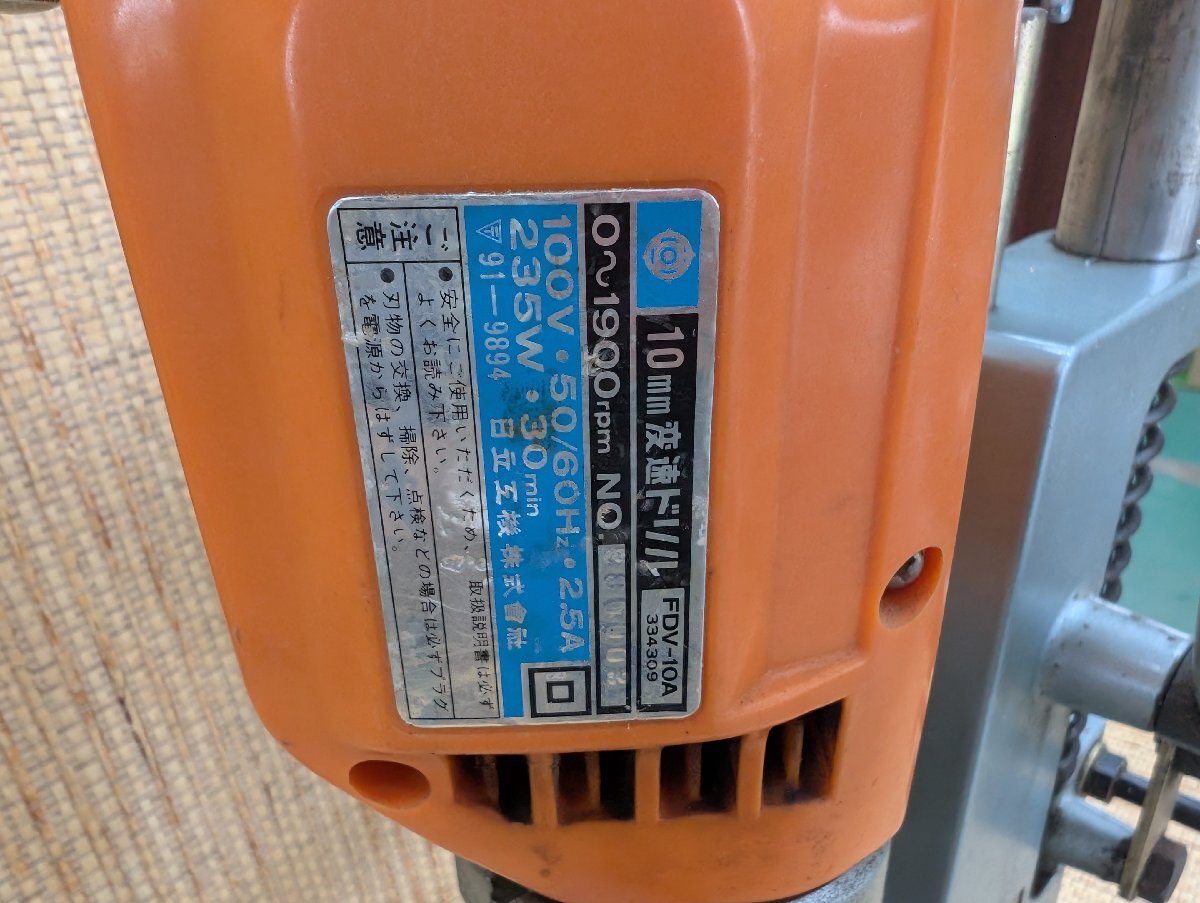 10mm 変速ドリル
FDV-10A
334309
0〜1900rpm NO.
100V・50/60Hz・2.5A
235W・30min
91-9894 日立工機株式會社
ご注意
●安全にご使用いただくため、取扱説明書は必ず
よくお読み下さい。
●刃物の交換、掃除、点検などの場合は必ずプラグ
を電源からはずして下さい。